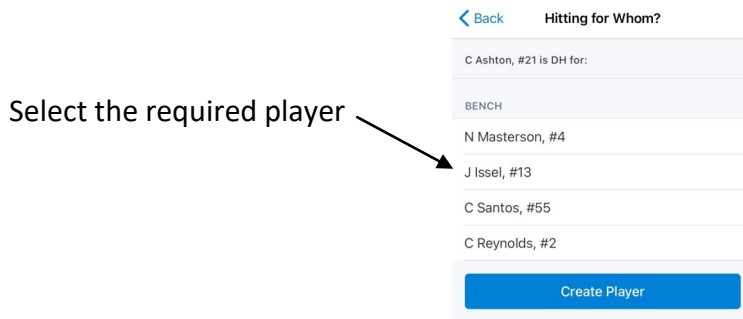 Back
Hitting for Whom?
C Ashton, #21 is DH for:
Select the required player
BENCH
N Masterson, #4
J Issel, #13
C Santos, #55
C Reynolds, #2
Create Player